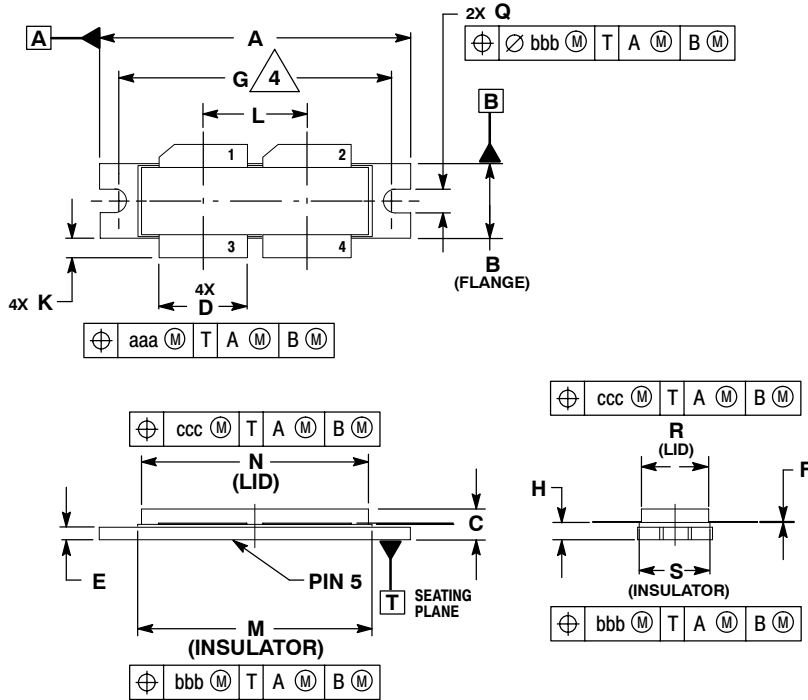 2X Q
⌖ ∅ bbb Ⓜ T A Ⓜ B Ⓜ
A
A
G 4
L
B
1
2
3
4
B
(FLANGE)
4X K
4X
D
⌖ aaa Ⓜ T A Ⓜ B Ⓜ
⌖ ccc Ⓜ T A Ⓜ B Ⓜ
N
(LID)
C
E
PIN 5
T SEATING
PLANE
M
(INSULATOR)
⌖ bbb Ⓜ T A Ⓜ B Ⓜ
⌖ ccc Ⓜ T A Ⓜ B Ⓜ
R
(LID)
H
F
S
(INSULATOR)
⌖ bbb Ⓜ T A Ⓜ B Ⓜ